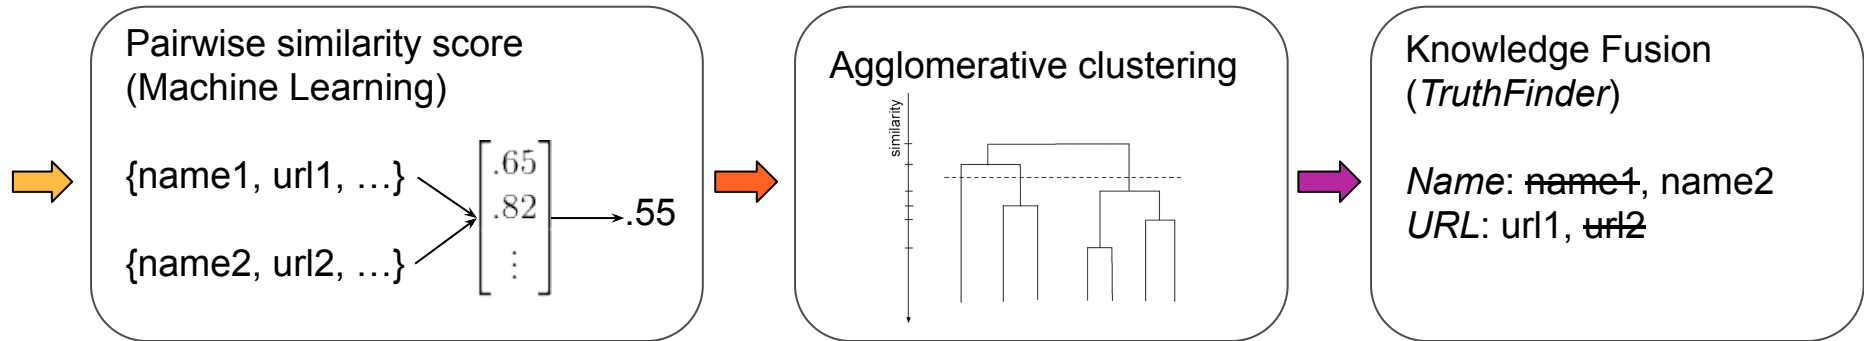 Pairwise similarity score
(Machine Learning)
{name1, url1, …}
{name2, url2, …}
.65
.82
⋮
.55
Agglomerative clustering
similarity
Knowledge Fusion
(TruthFinder)
Name: name1, name2
URL: url1, url2